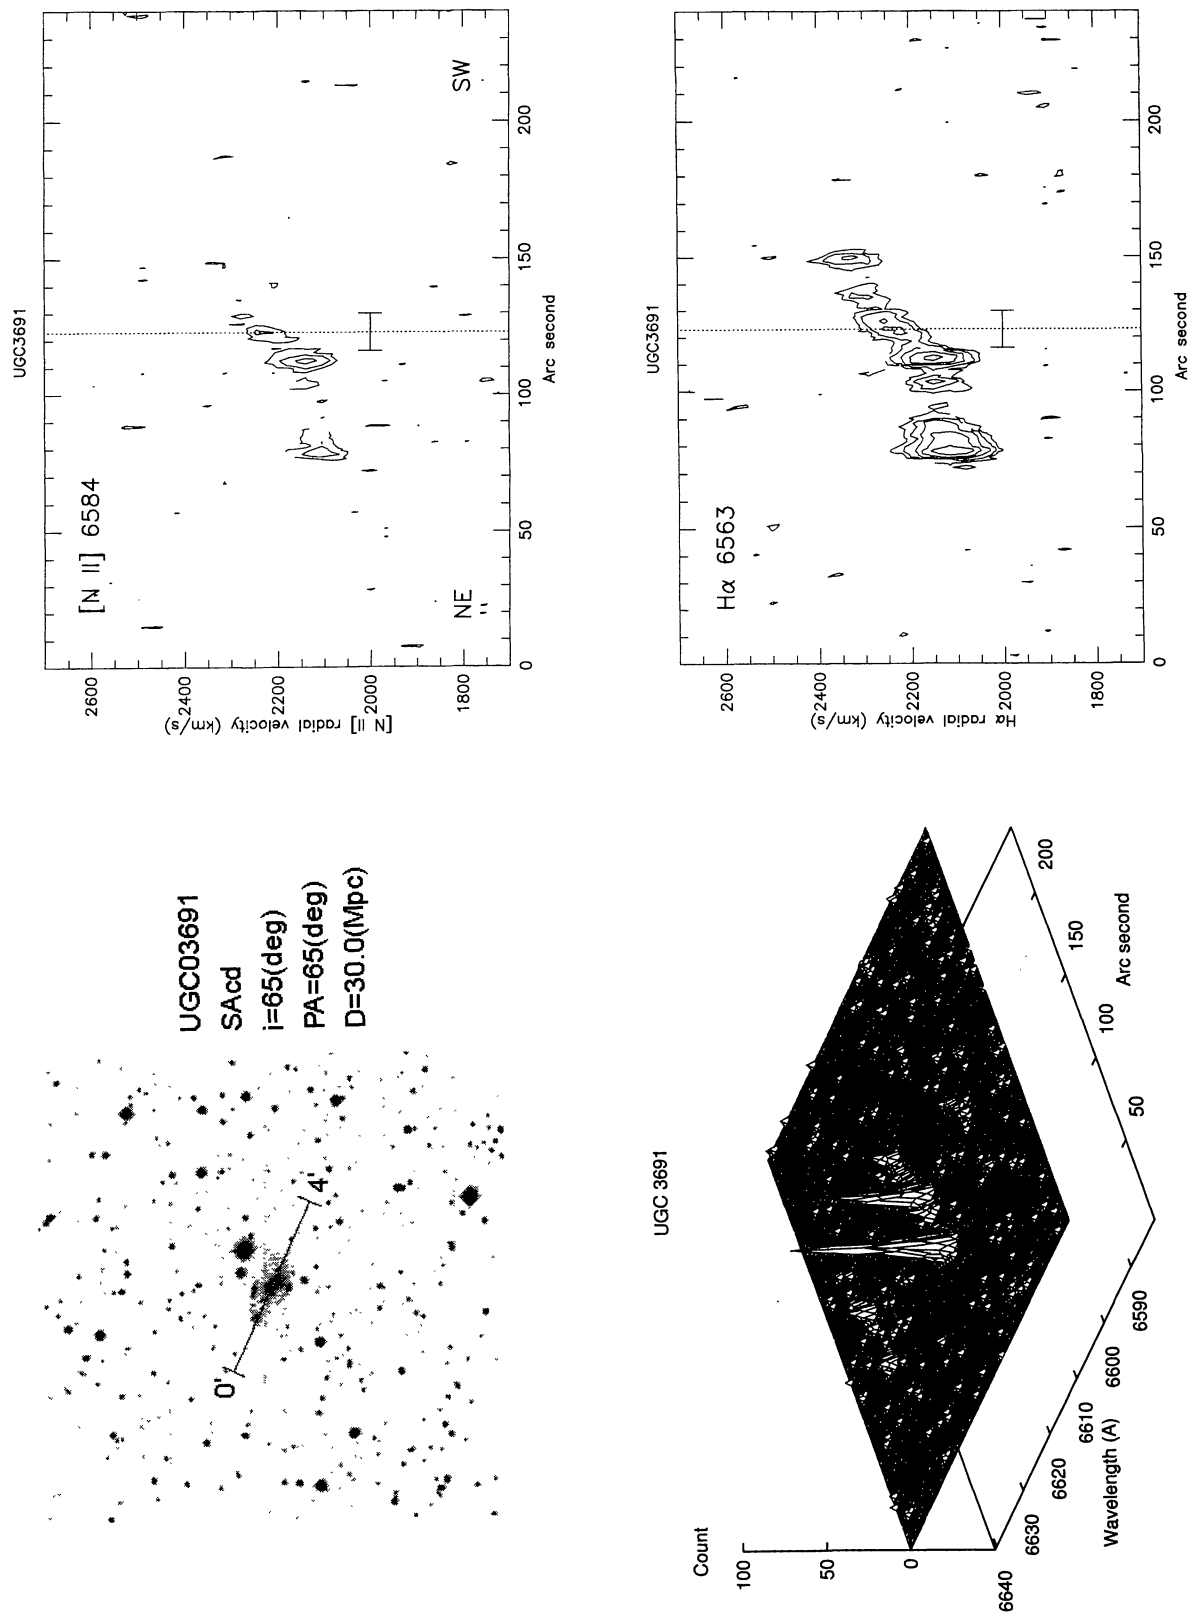 UGC03691
SAcd
i=65(deg)
PA=65(deg)
D=30.0(Mpc)
0'
4'
UGC3691
[N II] 6584
NE
SW
[N II] radial velocity (km/s)
2600
2400
2200
2000
1800
0
50
100
150
200
Arc second
UGC 3691
Count
100
50
0
6640
6630
6620
6610
6600
6590
Wavelength (A)
50
100
150
200
Arc second
UGC3691
Hα 6563
Hα radial velocity (km/s)
2600
2400
2200
2000
1800
0
50
100
150
200
Arc second